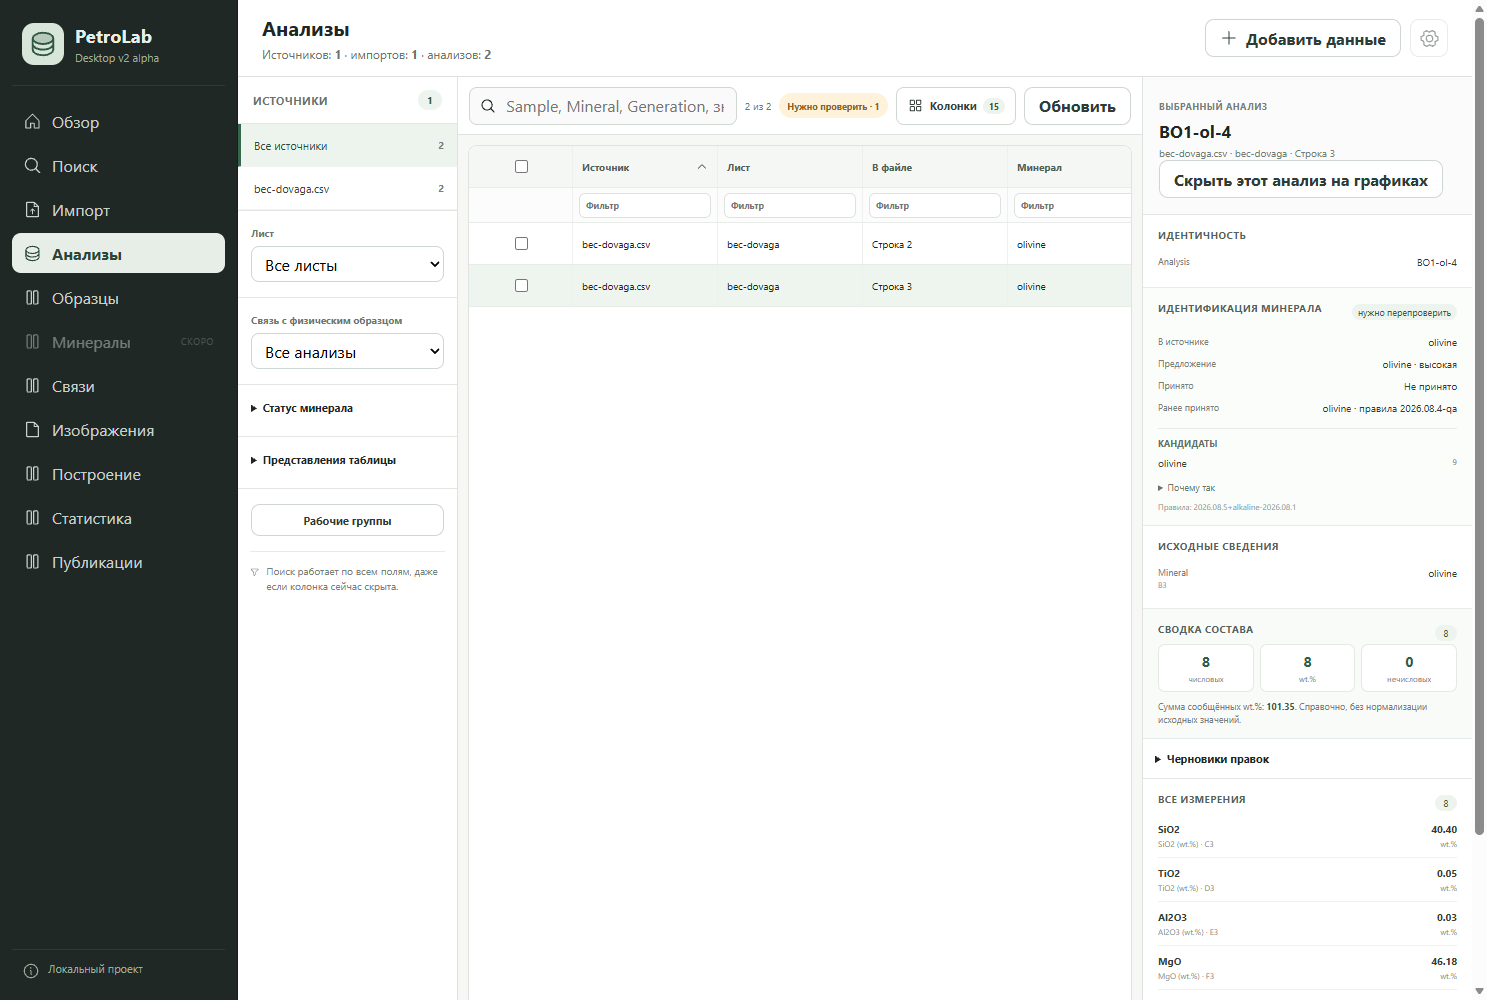 PetroLab
Desktop v2 alpha
Обзор
Поиск
Импорт
Анализы
Образцы
Минералы СКОРО
Связи
Изображения
Построение
Статистика
Публикации
Локальный проект
Анализы
Источников: 1 · импортов: 1 · анализов: 2
Добавить данные
ИСТОЧНИКИ 1
Все источники 2
bec-dovaga.csv 2
Лист
Все листы
Связь с физическим образцом
Все анализы
Статус минерала
Представления таблицы
Рабочие группы
Поиск работает по всем полям, даже
если колонка сейчас скрыта.
Sample, Mineral, Generation, зн
2 из 2
Нужно проверить · 1
Колонки 15
Обновить
Источник Лист В файле Минерал
Фильтр Фильтр Фильтр Фильтр
bec-dovaga.csv bec-dovaga Строка 2 olivine
bec-dovaga.csv bec-dovaga Строка 3 olivine
ВЫБРАННЫЙ АНАЛИЗ
BO1-ol-4
bec-dovaga.csv · bec-dovaga · Строка 3
Скрыть этот анализ на графиках
ИДЕНТИЧНОСТЬ
Analysis BO1-ol-4
ИДЕНТИФИКАЦИЯ МИНЕРАЛА нужно перепроверить
В источнике olivine
Предложение olivine · высокая
Принято Не принято
Ранее принято olivine · правила 2026.08.4-qa
КАНДИДАТЫ
olivine 9
Почему так
Правила: 2026.08.5+alkaline-2026.08.1
ИСХОДНЫЕ СВЕДЕНИЯ
Mineral olivine
B3
СВОДКА СОСТАВА 8
8 8 0
числовых wt.% нечисловых
Сумма сообщённых wt.%: 101.35. Справочно, без нормализации
исходных значений.
Черновики правок
ВСЕ ИЗМЕРЕНИЯ 8
SiO2 40.40
SiO2 (wt.%) · C3 wt.%
TiO2 0.05
TiO2 (wt.%) · D3 wt.%
Al2O3 0.03
Al2O3 (wt.%) · E3 wt.%
MgO 46.18
MgO (wt.%) · F3 wt.%